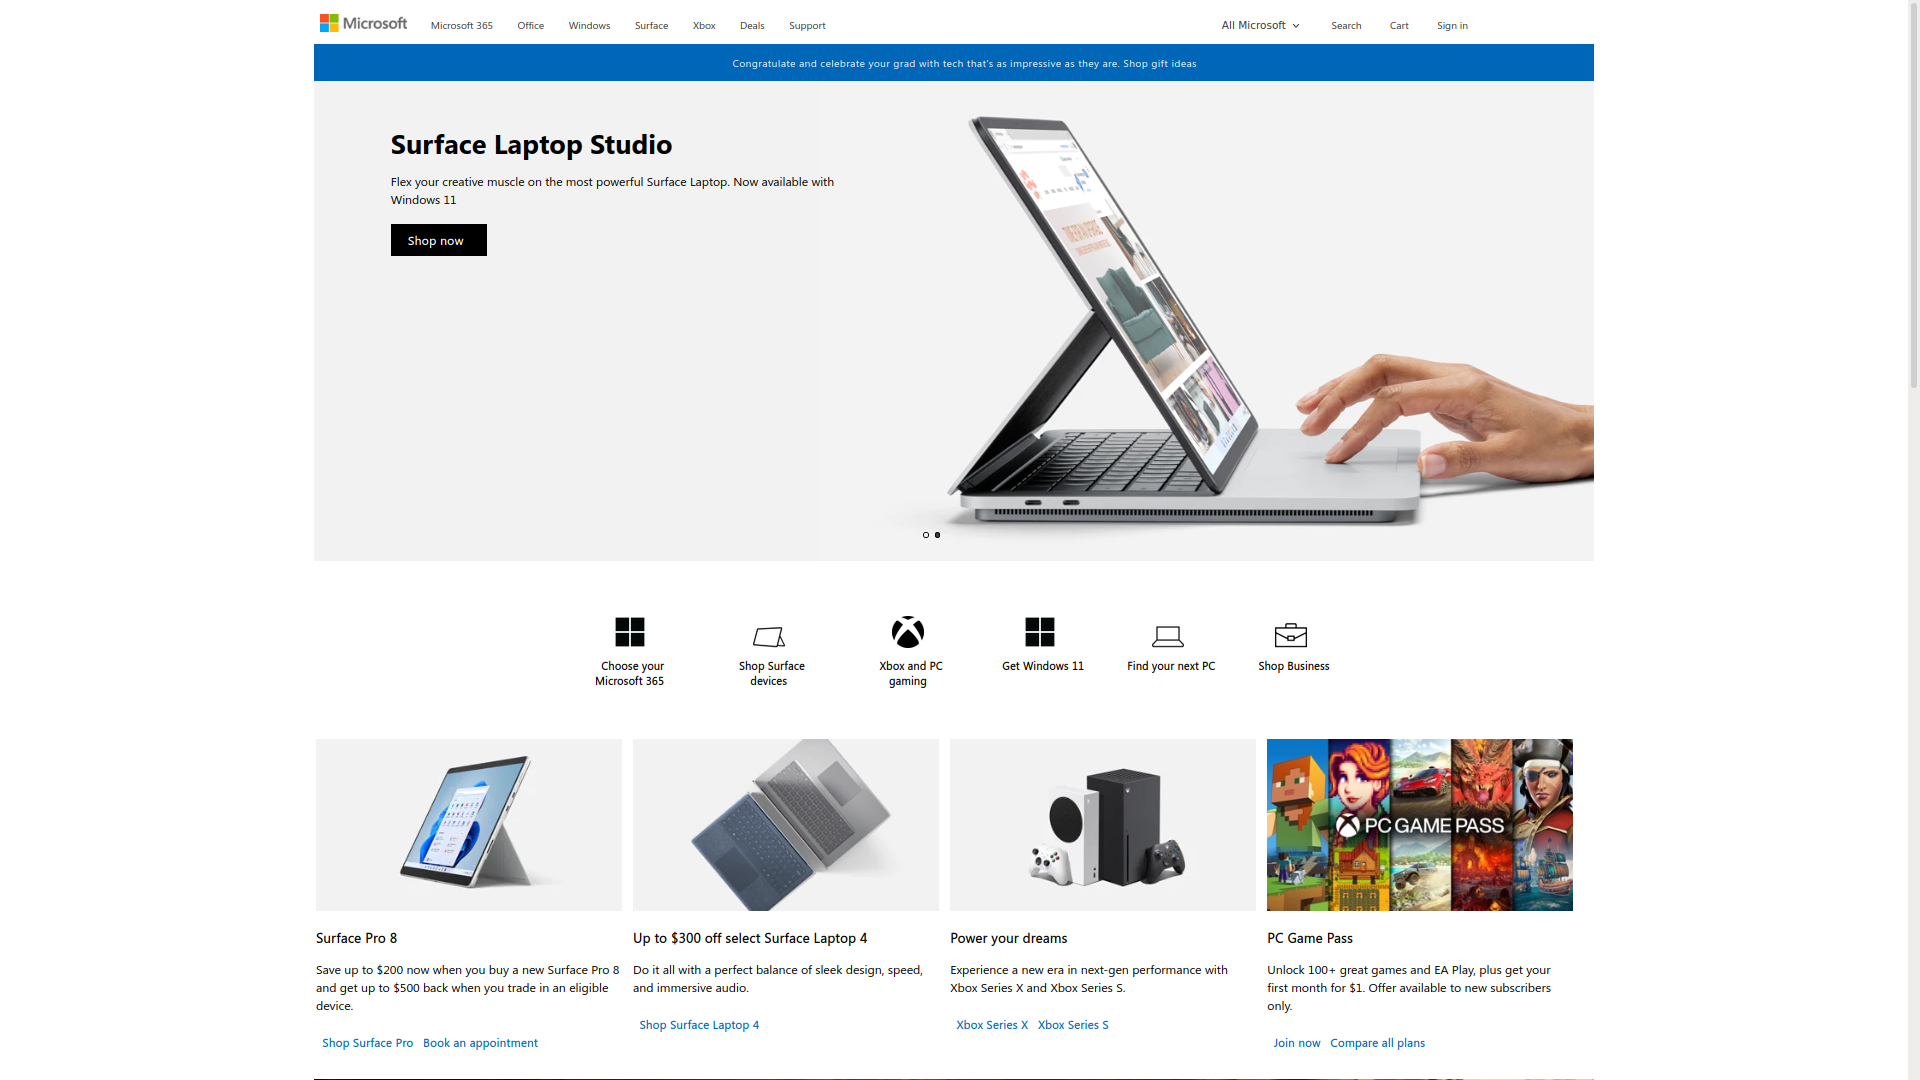 Microsoft
Microsoft 365 Office Windows Surface Xbox Deals Support
All Microsoft Search Cart Sign in
Congratulate and celebrate your grad with tech that's as impressive as they are. Shop gift ideas
Surface Laptop Studio
Flex your creative muscle on the most powerful Surface Laptop. Now available with
Windows 11
Shop now
Choose your
Microsoft 365
Shop Surface
devices
Xbox and PC
gaming
Get Windows 11
Find your next PC
Shop Business
PC GAME PASS
Surface Pro 8
Save up to $200 now when you buy a new Surface Pro 8
and get up to $500 back when you trade in an eligible
device.
Shop Surface Pro Book an appointment
Up to $300 off select Surface Laptop 4
Do it all with a perfect balance of sleek design, speed,
and immersive audio.
Shop Surface Laptop 4
Power your dreams
Experience a new era in next-gen performance with
Xbox Series X and Xbox Series S.
Xbox Series X Xbox Series S
PC Game Pass
Unlock 100+ great games and EA Play, plus get your
first month for $1. Offer available to new subscribers
only.
Join now Compare all plans